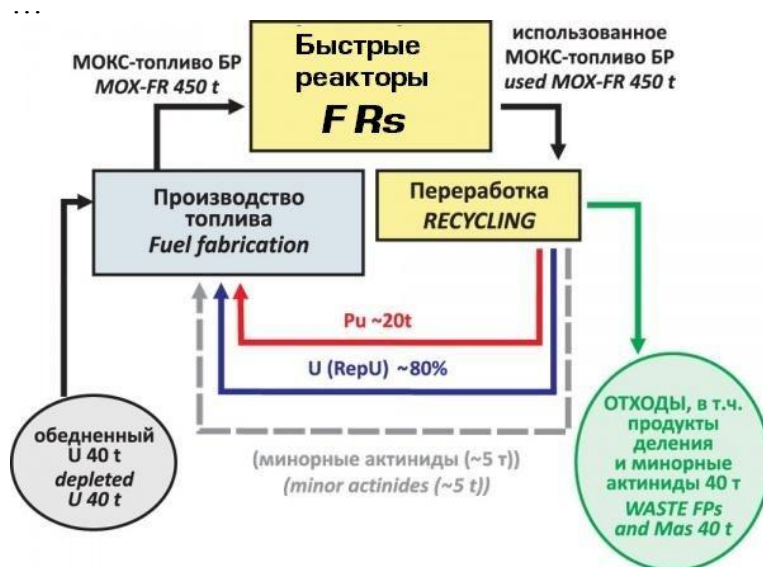 ...
МОКС-топливо БР
MOX-FR 450 t
Быстрые
реакторы
F Rs
использованное
МОКС-топливо БР
used MOX-FR 450 t
Производство
топлива
Fuel fabrication
Переработка
RECYCLING
Pu ~20t
U (RepU) ~80%
обедненный
U 40 t
depleted
U 40 t
(минорные актиниды (~5 т))
(minor actinides (~5 t))
ОТХОДЫ, в т.ч.
продукты
деления
и минорные
актиниды 40 т
WASTE FPs
and Mas 40 t